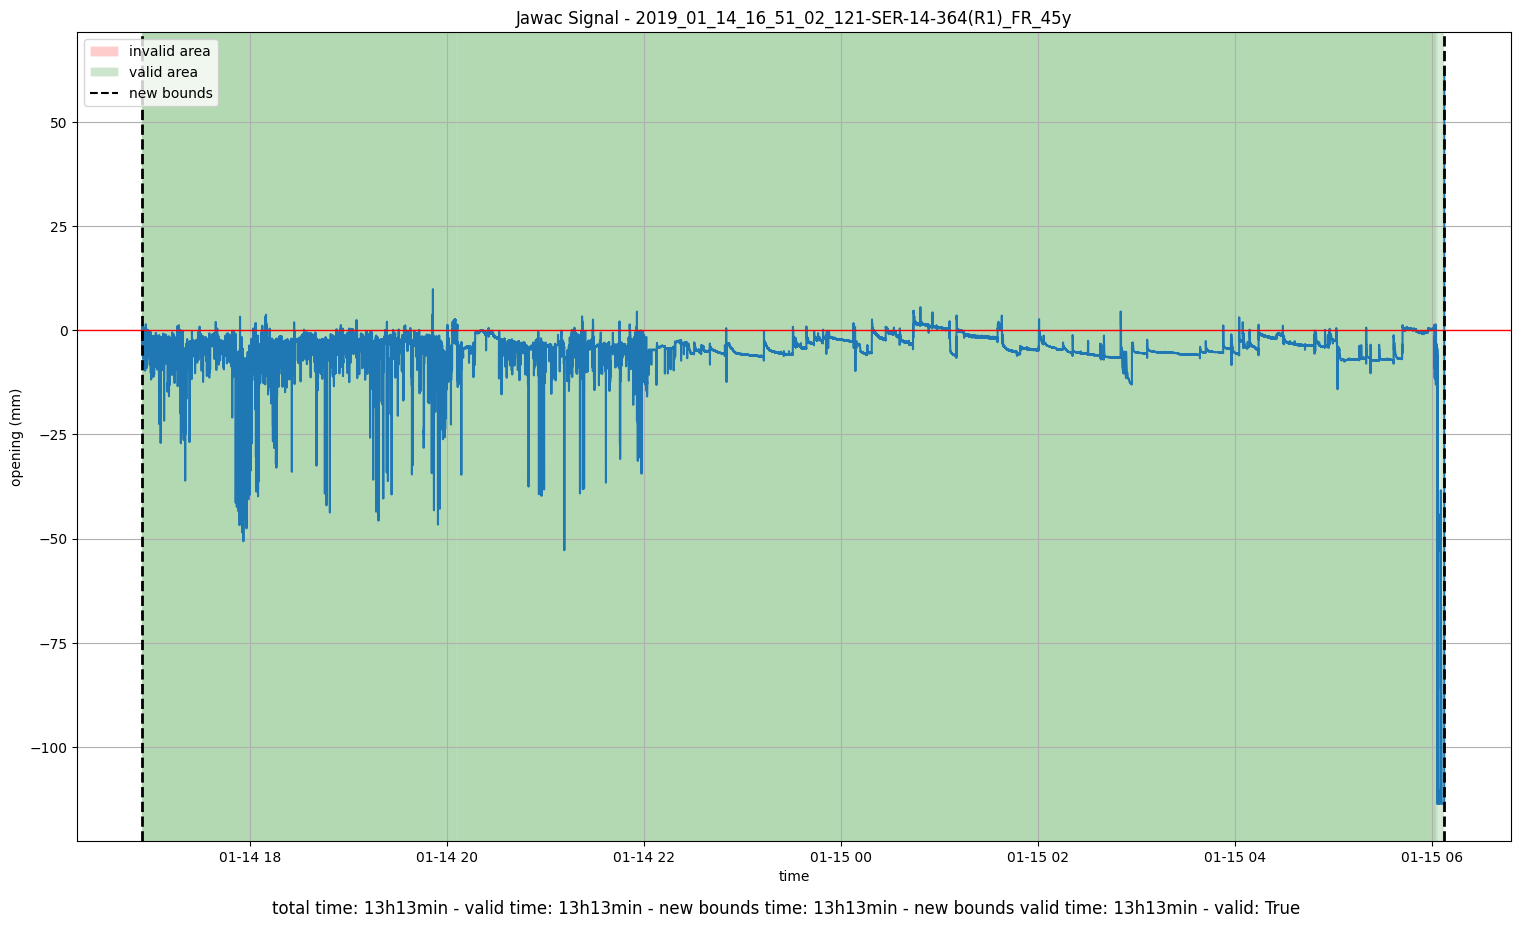 Jawac Signal - 2019_01_14_16_51_02_121-SER-14-364(R1)_FR_45y
invalid area
valid area
new bounds
50
25
0
−25
−50
−75
−100
opening (mm)
01-14 18
01-14 20
01-14 22
01-15 00
01-15 02
01-15 04
01-15 06
time
total time: 13h13min - valid time: 13h13min - new bounds time: 13h13min - new bounds valid time: 13h13min - valid: True